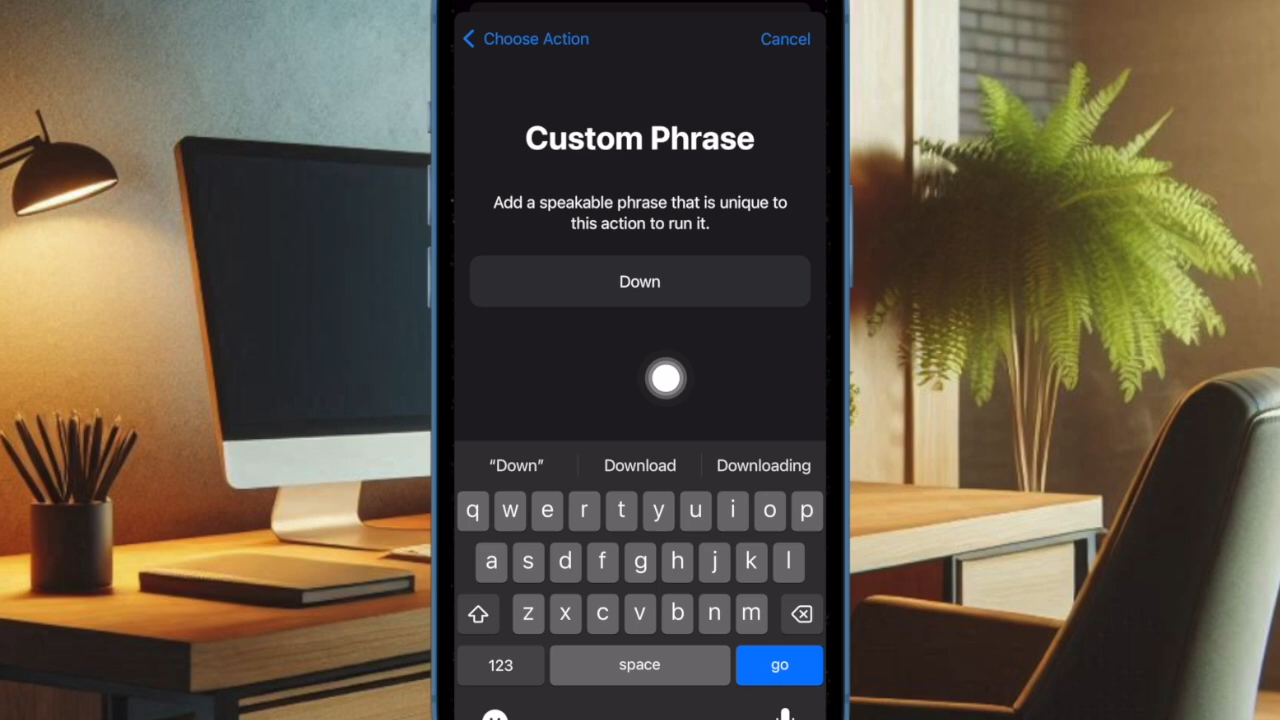 Choose Action
Cancel
Custom Phrase
Add a speakable phrase that is unique to
this action to run it.
Down
“Down”
Download
Downloading
q w e r t y u i o p
a s d f g h j k l
z x c v b n m
123
space
go